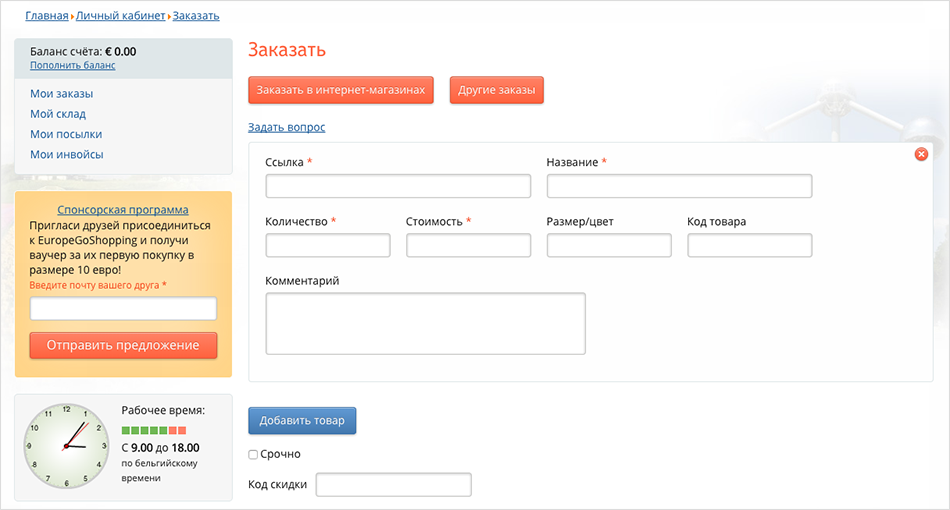 Главная Личный кабинет Заказать
Баланс счёта: € 0.00
Пополнить баланс
Мои заказы
Мой склад
Мои посылки
Мои инвойсы
Спонсорская программа
Пригласи друзей присоединиться
к EuropeGoShopping и получи
ваучер за их первую покупку в
размере 10 евро!
Введите почту вашего друга *
Отправить предложение
12
1
2
3
4
5
6
7
8
9
10
11
Рабочее время:
С 9.00 до 18.00
по бельгийскому
времени
Заказать
Заказать в интернет-магазинах Другие заказы
Задать вопрос
Ссылка * Название *
Количество * Стоимость * Размер/цвет Код товара
Комментарий
Добавить товар
Срочно
Код скидки